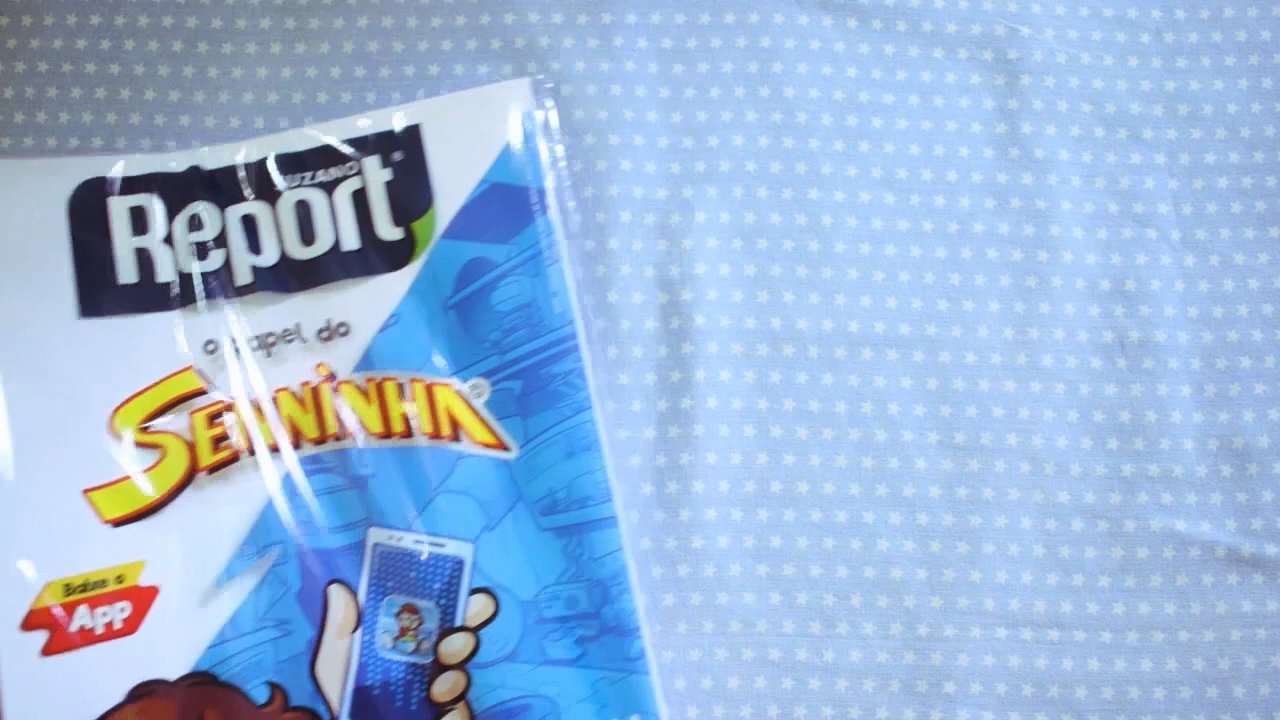 SUZANO
Report
o papel do
SENNINHA®
Baixe o
App